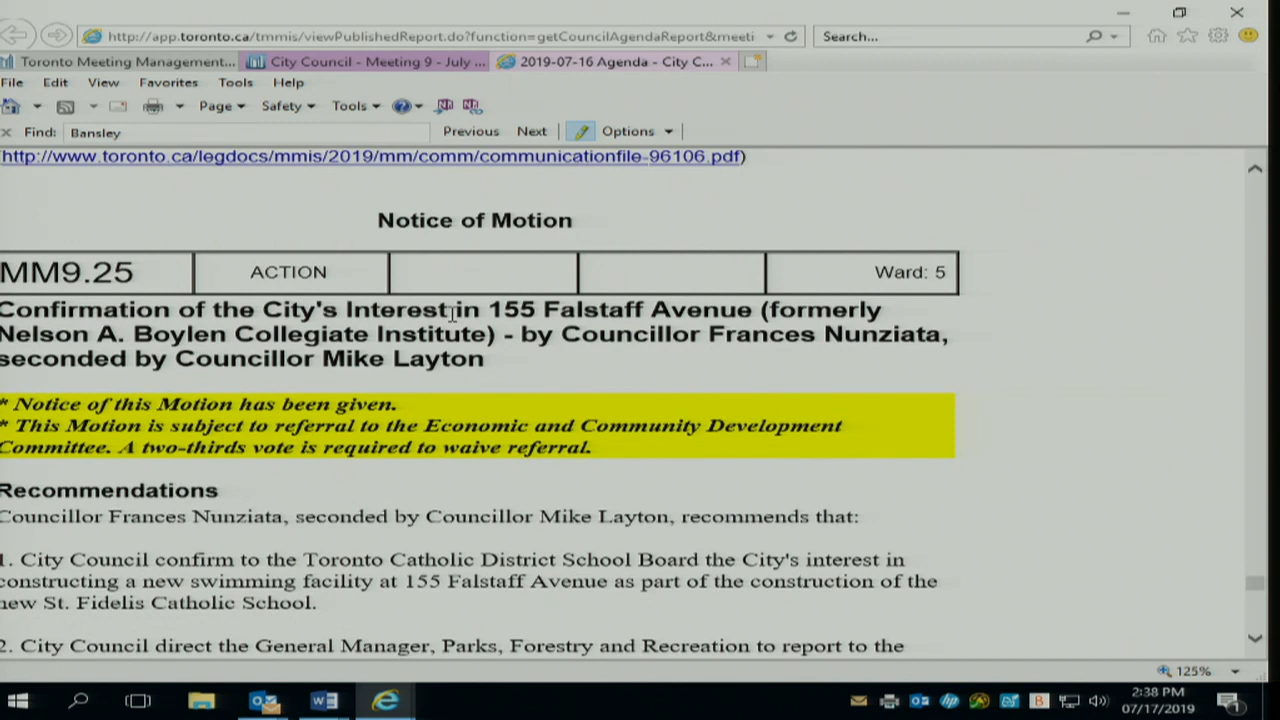 http://app.toronto.ca/tmmis/viewPublishedReport.do?function=getCouncilAgendaReport&meeti
Search...
Toronto Meeting Management...
City Council - Meeting 9 - July ...
2019-07-16 Agenda - City C...
File Edit View Favorites Tools Help
Page Safety Tools
Find: Bansley Previous Next Options
http://www.toronto.ca/legdocs/mmis/2019/mm/comm/communicationfile-96106.pdf)
Notice of Motion
MM9.25 ACTION Ward: 5
Confirmation of the City's Interest in 155 Falstaff Avenue (formerly
Nelson A. Boylen Collegiate Institute) - by Councillor Frances Nunziata,
seconded by Councillor Mike Layton
* Notice of this Motion has been given.
* This Motion is subject to referral to the Economic and Community Development
Committee. A two-thirds vote is required to waive referral.
Recommendations
Councillor Frances Nunziata, seconded by Councillor Mike Layton, recommends that:
1. City Council confirm to the Toronto Catholic District School Board the City's interest in
constructing a new swimming facility at 155 Falstaff Avenue as part of the construction of the
new St. Fidelis Catholic School.
2. City Council direct the General Manager, Parks, Forestry and Recreation to report to the
125%
2:38 PM
07/17/2019